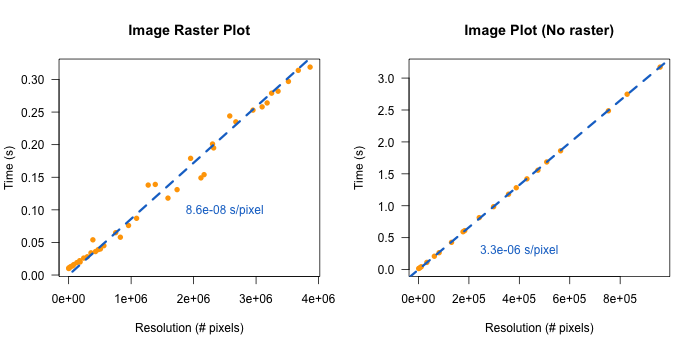 Image Raster Plot
Time (s)
0.30
0.25
0.20
0.15
0.10
0.05
0.00
8.6e-08 s/pixel
0e+00 1e+06 2e+06 3e+06 4e+06
Resolution (# pixels)
Image Plot (No raster)
Time (s)
3.0
2.5
2.0
1.5
1.0
0.5
0.0
3.3e-06 s/pixel
0e+00 2e+05 4e+05 6e+05 8e+05
Resolution (# pixels)